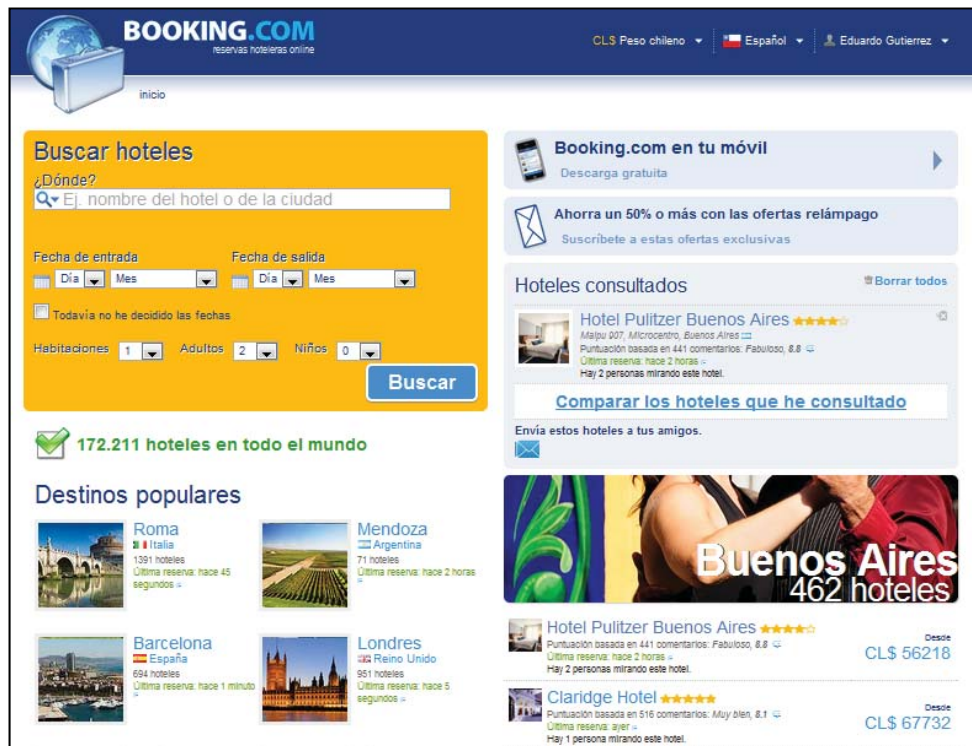 BOOKING.COM
reservas hoteleras online
CL$ Peso chileno
Español
Eduardo Gutierrez
inicio
Buscar hoteles
¿Dónde?
Ej. nombre del hotel o de la ciudad
Fecha de entrada
Fecha de salida
Día Mes
Día Mes
Todavía no he decidido las fechas
Habitaciones 1 Adultos 2 Niños 0
Buscar
172.211 hoteles en todo el mundo
Destinos populares
Roma
Italia
1391 hoteles
Última reserva: hace 45
segundos
Mendoza
Argentina
71 hoteles
Última reserva: hace 2 horas
Barcelona
España
694 hoteles
Última reserva: hace 1 minuto
Londres
Reino Unido
951 hoteles
Última reserva: hace 5
segundos
Booking.com en tu móvil
Descarga gratuita
Ahorra un 50% o más con las ofertas relámpago
Suscríbete a estas ofertas exclusivas
Hoteles consultados
Borrar todos
Hotel Pulitzer Buenos Aires
Maipu 907, Microcentro, Buenos Aires
Puntuación basada en 441 comentarios: Fabuloso, 8.8
Última reserva: hace 2 horas
Hay 2 personas mirando este hotel.
Comparar los hoteles que he consultado
Envía estos hoteles a tus amigos.
Buenos Aires
462 hoteles
Hotel Pulitzer Buenos Aires
Puntuación basada en 441 comentarios: Fabuloso, 8.8
Última reserva: hace 2 horas
Hay 2 personas mirando este hotel.
Desde
CL$ 56218
Claridge Hotel
Puntuación basada en 516 comentarios: Muy bien, 8.1
Última reserva: ayer
Hay 1 persona mirando este hotel.
Desde
CL$ 67732